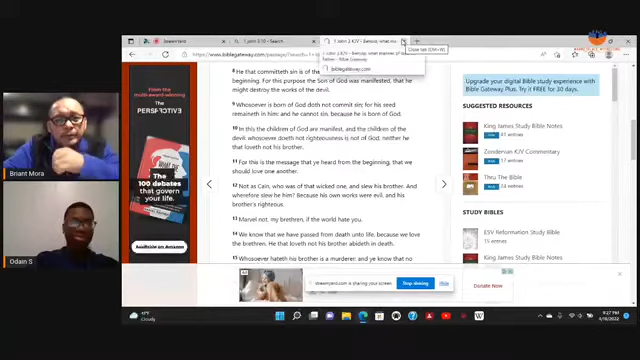 StreamYard
1 John 3:10 - Search
1 John 3 KJV - Behold, what ma
Close tab (Ctrl+W)
Father - Bible Gateway
biblegateway.com
https://www.biblegateway.com/passage/?search=1
8 He that committeth sin is of the
beginning. For this purpose the Son of God was manifested, that he
might destroy the works of the devil.
9 Whosoever is born of God doth not commit sin; for his seed
remaineth in him: and he cannot sin, because he is born of God.
10 In this the children of God are manifest, and the children of the
devil: whosoever doeth not righteousness is not of God, neither he
that loveth not his brother.
11 For this is the message that ye heard from the beginning, that we
should love one another.
12 Not as Cain, who was of that wicked one, and slew his brother. And
wherefore slew he him? Because his own works were evil, and his
brother's righteous.
13 Marvel not, my brethren, if the world hate you.
14 We know that we have passed from death unto life, because we love
the brethren. He that loveth not his brother abideth in death.
15 Whosoever hateth his brother is a murderer: and ye know that no
From the
multi-award-winning
THE
PERSPECTIVE
The
100 debates
that govern
your life.
Available on Amazon
Upgrade your digital Bible study experience with
Bible Gateway Plus. Try it FREE for 30 days.
SUGGESTED RESOURCES
King James Study Bible Notes
Zondervan KJV Commentary
Thru The Bible
STUDY BIBLES
ESV Reformation Study Bible
15 entries
King James Study Bible Notes
Briant Mora
Odain S
Ad
streamyard.com is sharing your screen.
Stop sharing
Hide
Donate Now
Cloudy
9:27 PM